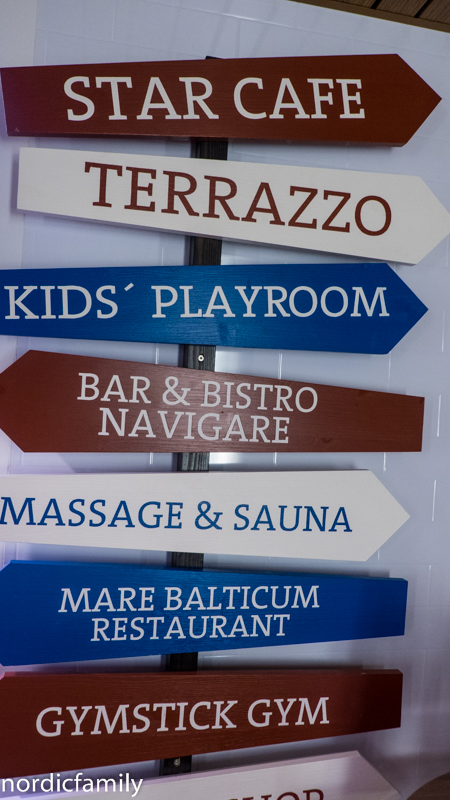 STAR CAFE
TERRAZZO
KIDS´ PLAYROOM
BAR & BISTRO
NAVIGARE
MASSAGE & SAUNA
MARE BALTICUM
RESTAURANT
GYMSTICK GYM
nordicfamily